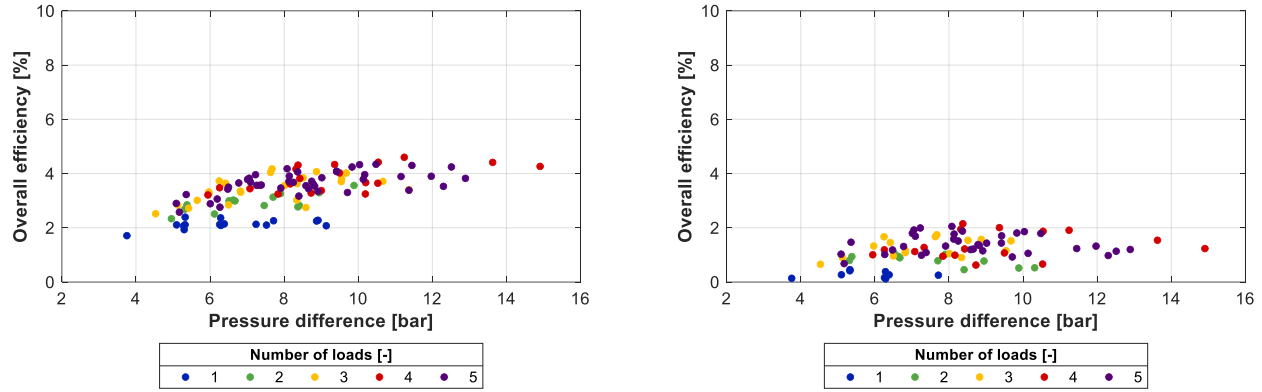 10
8
6
4
2
0
Overall efficiency [%]
2 4 6 8 10 12 14 16
Pressure difference [bar]
Number of loads [-]
1 2 3 4 5
10
8
6
4
2
0
Overall efficiency [%]
2 4 6 8 10 12 14 16
Pressure difference [bar]
Number of loads [-]
1 2 3 4 5